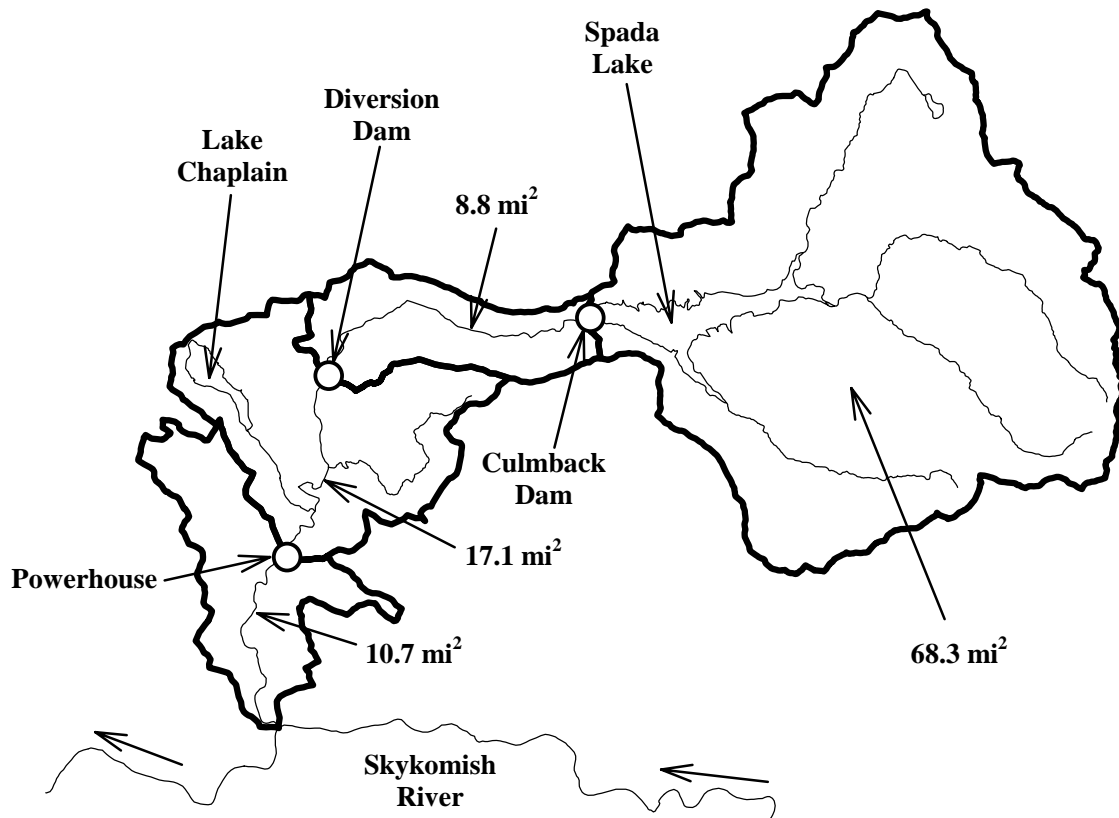 Spada
Lake
Diversion
Dam
Lake
Chaplain
8.8 mi²
Culmback
Dam
17.1 mi²
Powerhouse
10.7 mi²
68.3 mi²
Skykomish
River